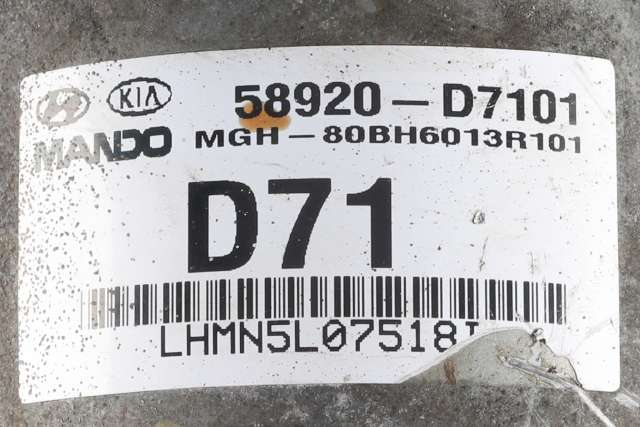 KIA 58920-D7101
MANDO MGH-80BH6013R101
D71
LHMN5L07518